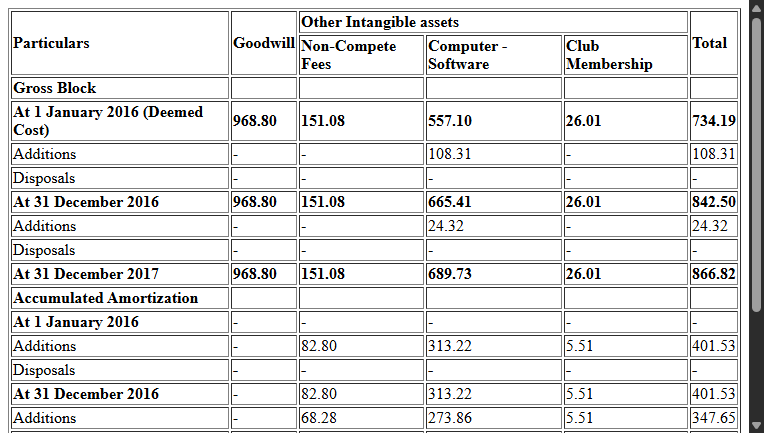 Particulars Goodwill Other Intangible assets Total
Non-Compete Fees Computer - Software Club Membership
Gross Block
At 1 January 2016 (Deemed Cost) 968.80 151.08 557.10 26.01 734.19
Additions - - 108.31 - 108.31
Disposals - - - - -
At 31 December 2016 968.80 151.08 665.41 26.01 842.50
Additions - - 24.32 - 24.32
Disposals - - - - -
At 31 December 2017 968.80 151.08 689.73 26.01 866.82
Accumulated Amortization
At 1 January 2016 - - - - -
Additions - 82.80 313.22 5.51 401.53
Disposals - - - - -
At 31 December 2016 - 82.80 313.22 5.51 401.53
Additions - 68.28 273.86 5.51 347.65